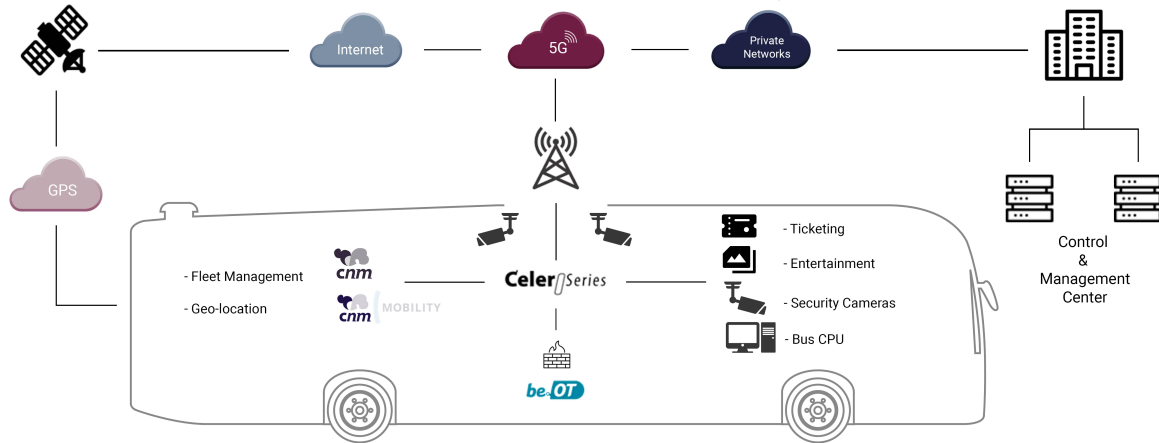 Internet
5G
Private
Networks
GPS
- Fleet Management
cnm
- Geo-location
cnm MOBILITY
Celer Series
be.OT
- Ticketing
- Entertainment
- Security Cameras
- Bus CPU
Control
&
Management
Center